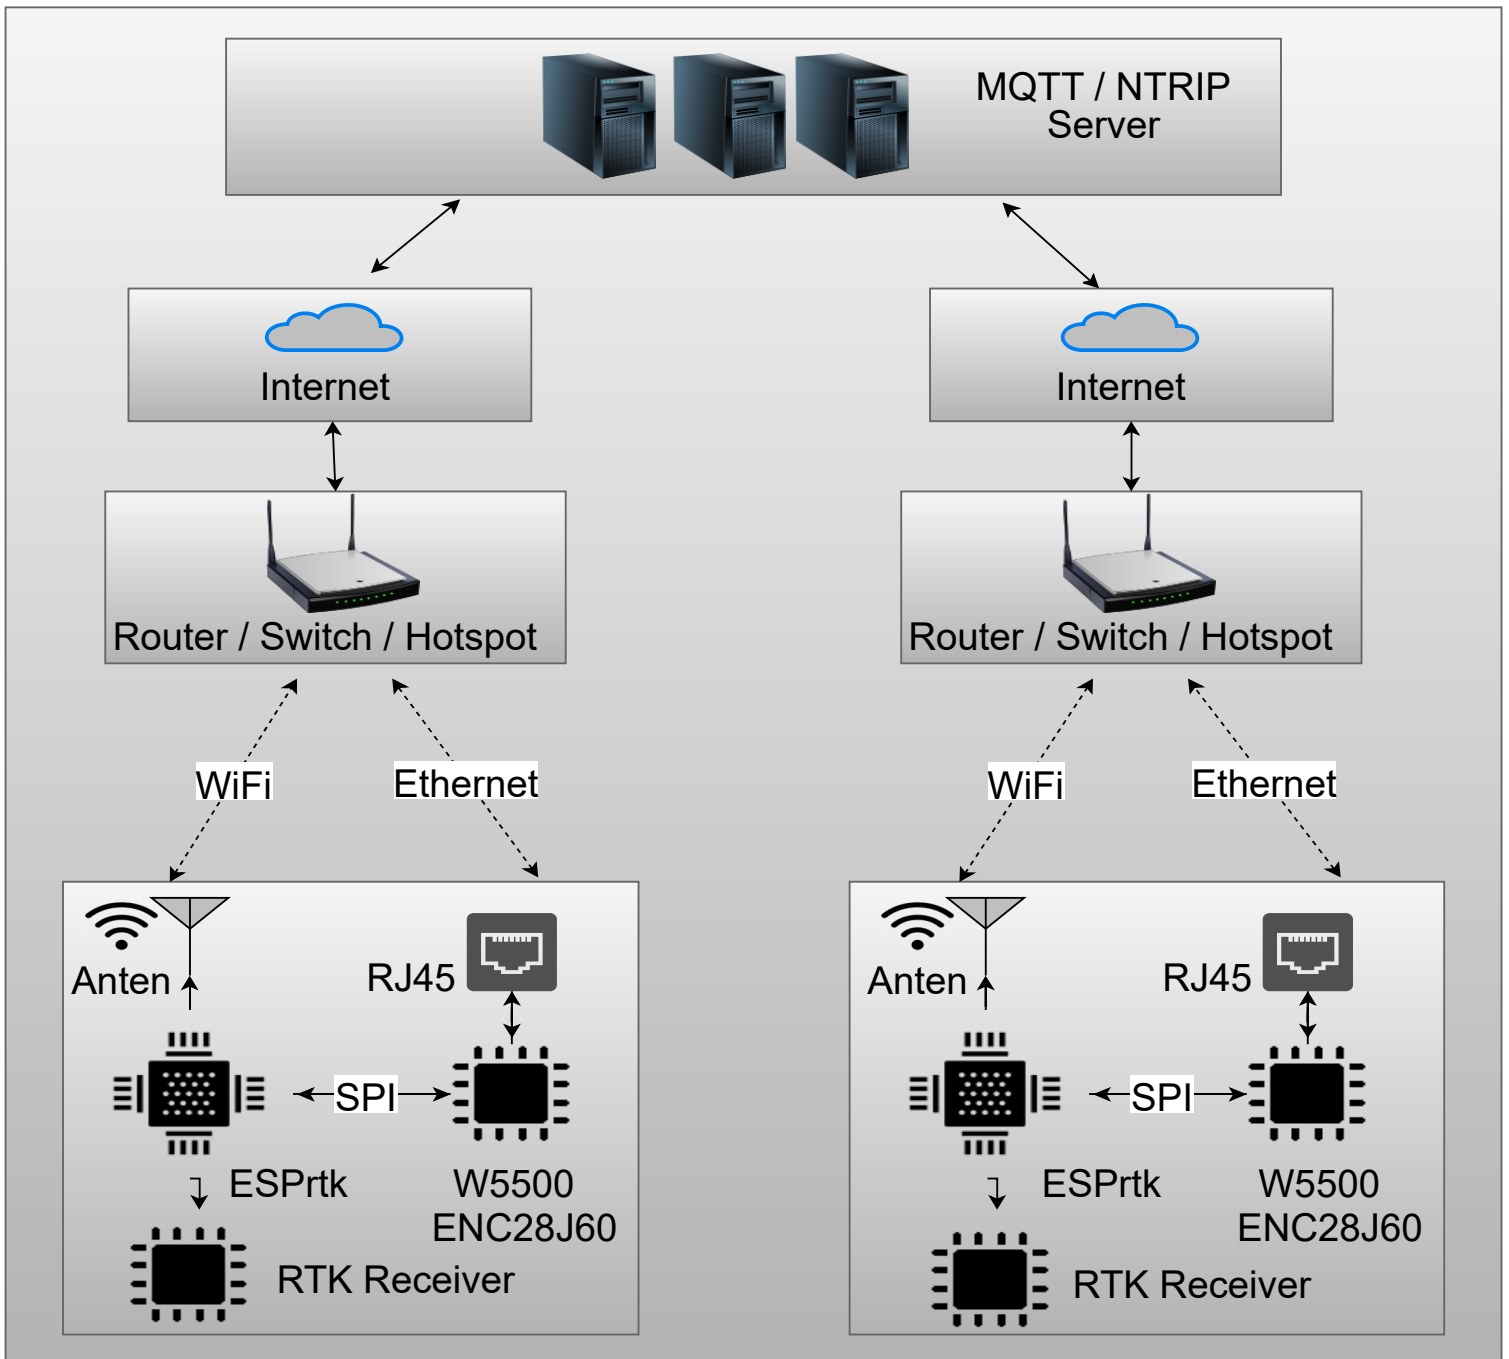 MQTT / NTRIP
Server
Internet
Internet
Router / Switch / Hotspot
Router / Switch / Hotspot
WiFi
Ethernet
WiFi
Ethernet
Anten
RJ45
SPI
ESPrtk
W5500
ENC28J60
RTK Receiver
Anten
RJ45
SPI
ESPrtk
W5500
ENC28J60
RTK Receiver